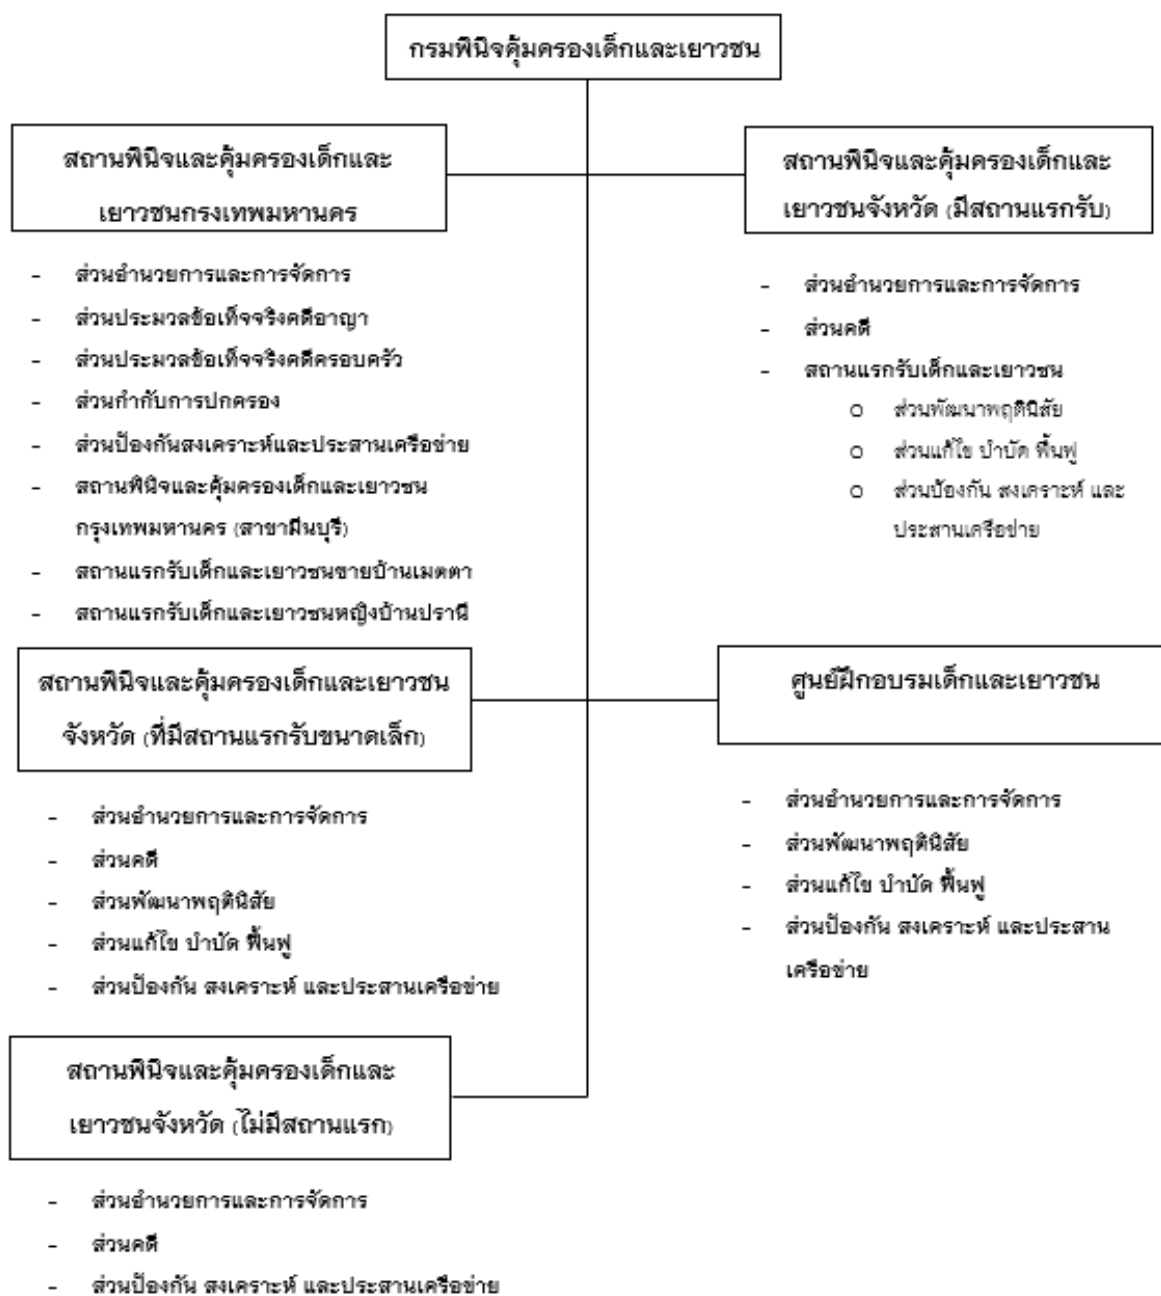 กรมพินิจคุ้มครองเด็กและเยาวชน
สถานพินิจและคุ้มครองเด็กและ
เยาวชนกรุงเทพมหานคร
- ส่วนอำนวยการและการจัดการ
- ส่วนประมวลข้อเท็จจริงคดีอาญา
- ส่วนประมวลข้อเท็จจริงคดีครอบครัว
- ส่วนกำกับการปกครอง
- ส่วนป้องกันสงเคราะห์และประสานเครือข่าย
- สถานพินิจและคุ้มครองเด็กและเยาวชน
กรุงเทพมหานคร (สาขามีนบุรี)
- สถานแรกรับเด็กและเยาวชนชายบ้านเมตตา
- สถานแรกรับเด็กและเยาวชนหญิงบ้านปรานี
สถานพินิจและคุ้มครองเด็กและ
เยาวชนจังหวัด (มีสถานแรกรับ)
- ส่วนอำนวยการและการจัดการ
- ส่วนคดี
- สถานแรกรับเด็กและเยาวชน
o ส่วนพัฒนาพฤตินิสัย
o ส่วนแก้ไข บำบัด ฟื้นฟู
o ส่วนป้องกัน สงเคราะห์ และ
ประสานเครือข่าย
สถานพินิจและคุ้มครองเด็กและเยาวชน
จังหวัด (ที่มีสถานแรกรับขนาดเล็ก)
- ส่วนอำนวยการและการจัดการ
- ส่วนคดี
- ส่วนพัฒนาพฤตินิสัย
- ส่วนแก้ไข บำบัด ฟื้นฟู
- ส่วนป้องกัน สงเคราะห์ และประสานเครือข่าย
ศูนย์ฝึกอบรมเด็กและเยาวชน
- ส่วนอำนวยการและการจัดการ
- ส่วนพัฒนาพฤตินิสัย
- ส่วนแก้ไข บำบัด ฟื้นฟู
- ส่วนป้องกัน สงเคราะห์ และประสาน
เครือข่าย
สถานพินิจและคุ้มครองเด็กและ
เยาวชนจังหวัด (ไม่มีสถานแรก)
- ส่วนอำนวยการและการจัดการ
- ส่วนคดี
- ส่วนป้องกัน สงเคราะห์ และประสานเครือข่าย